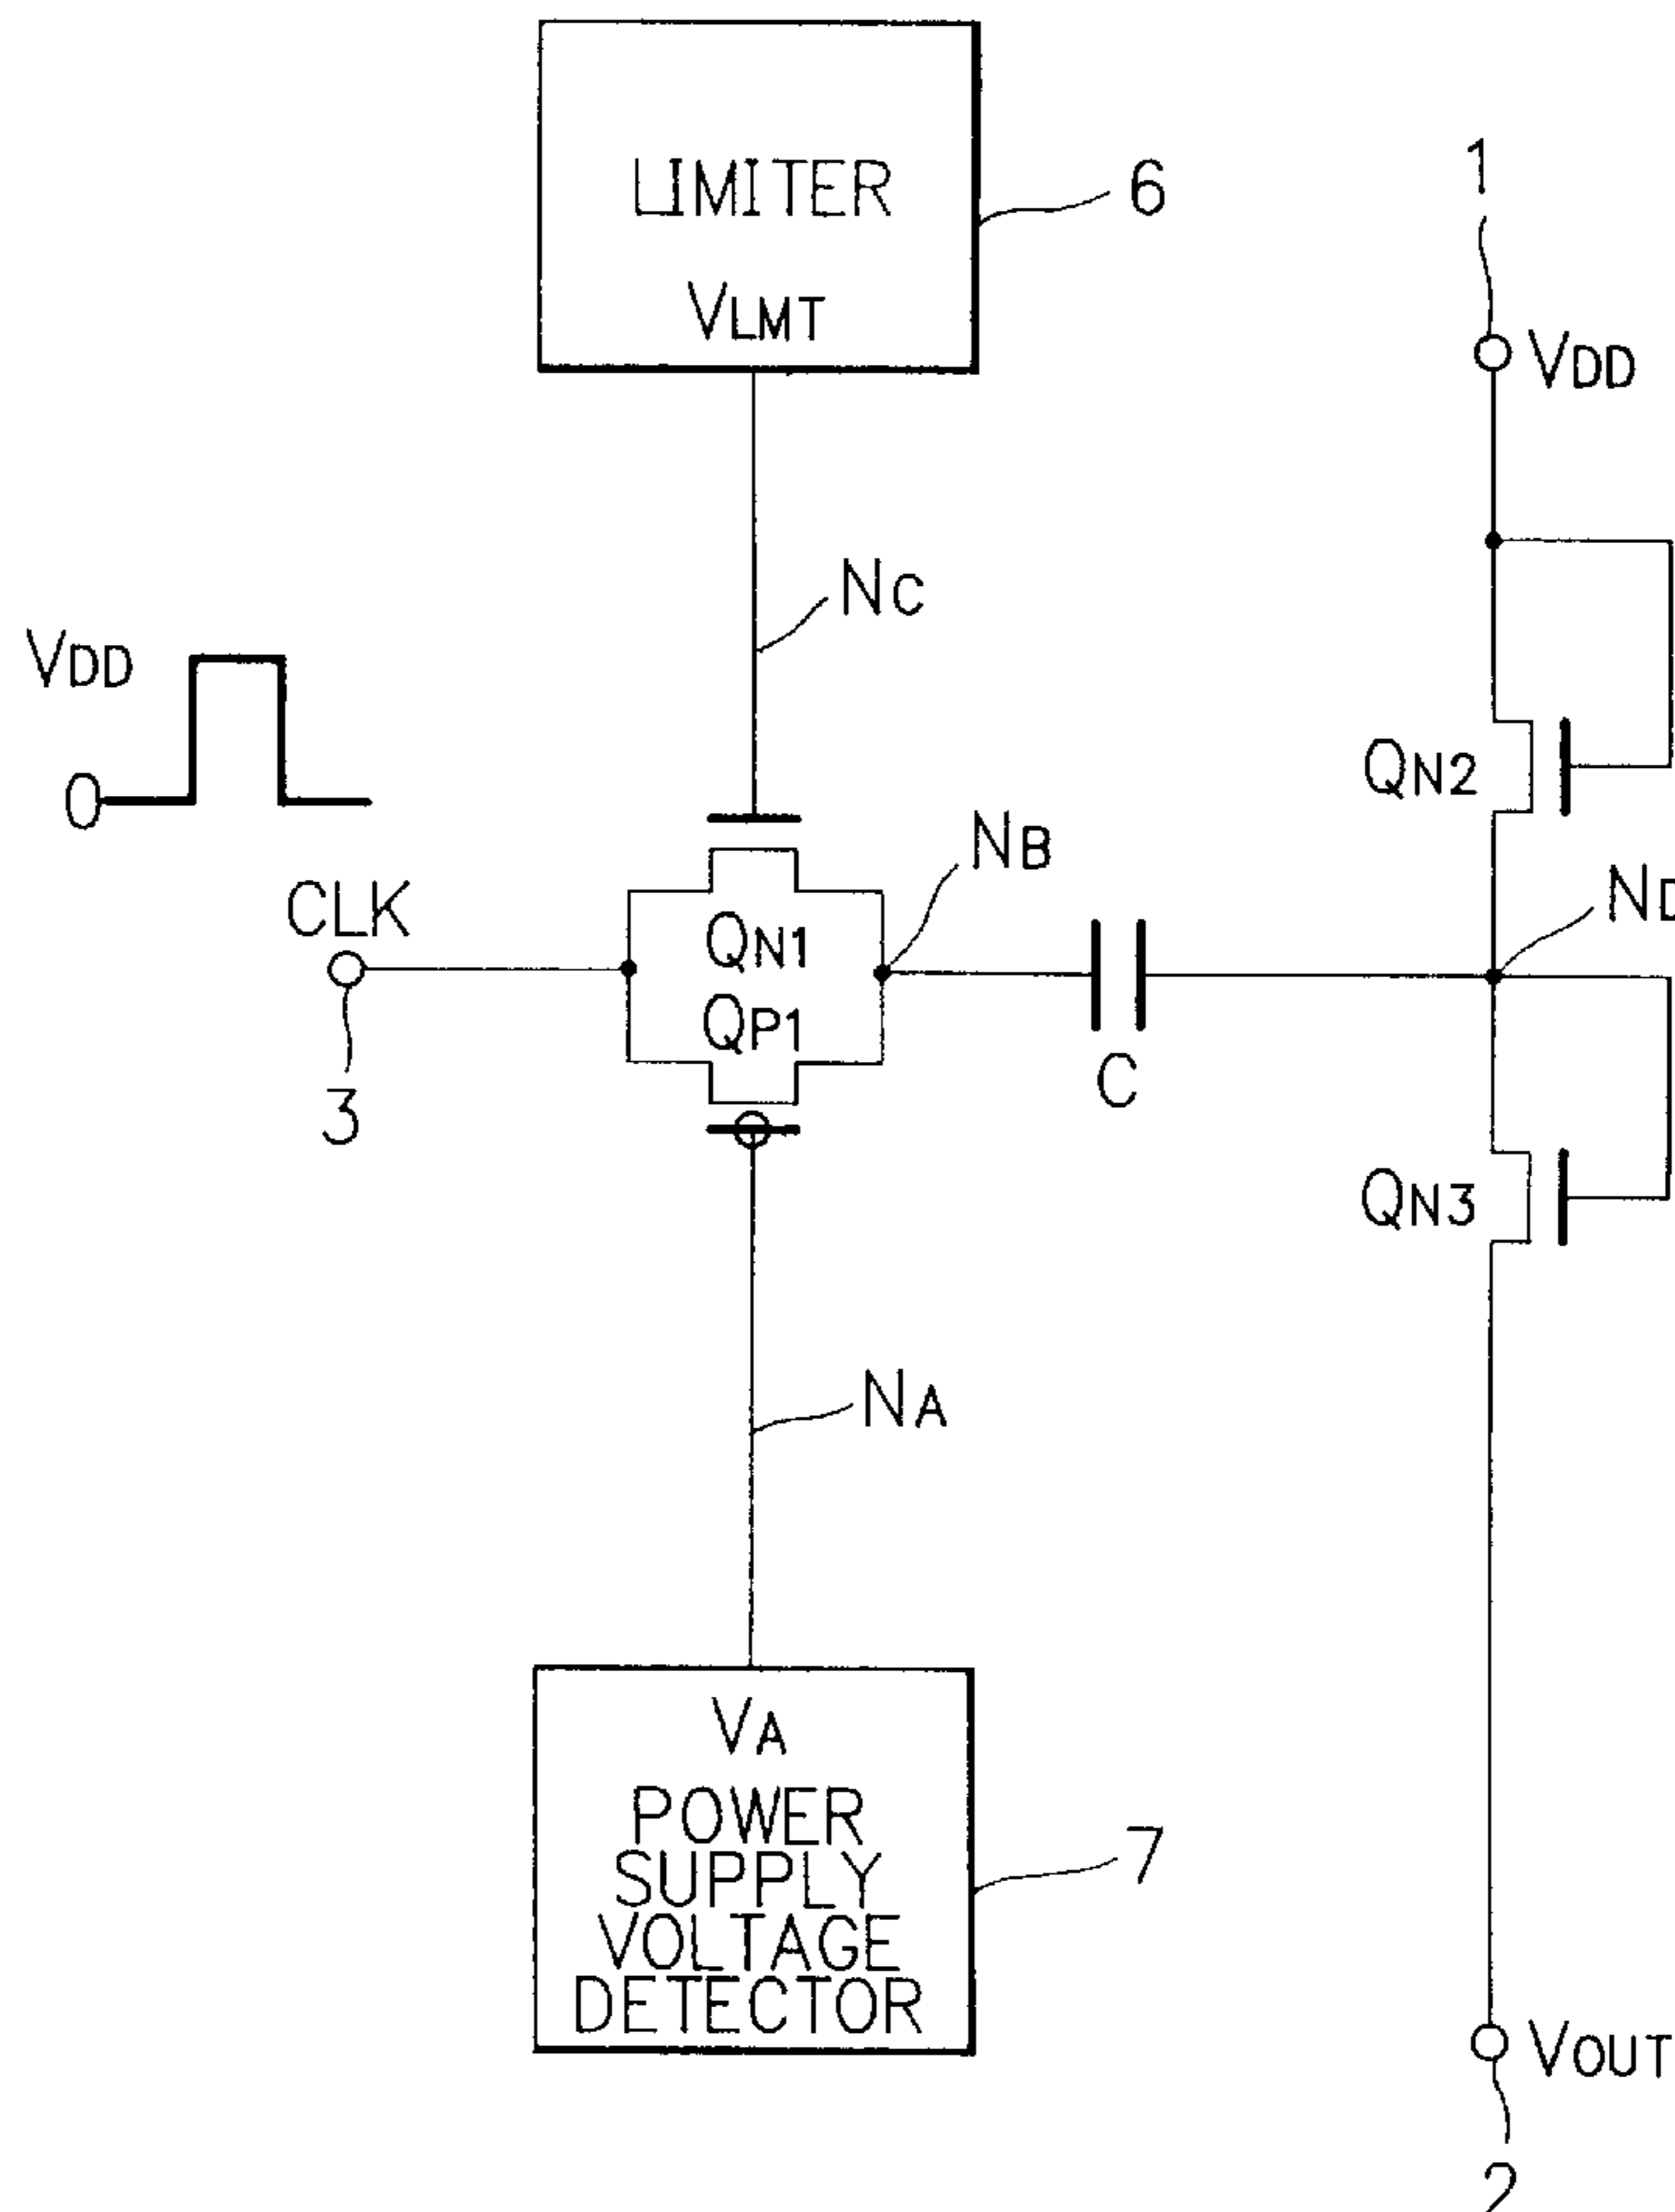 LIMITER
VLMT
6
1
VDD
NC
VDD
0
QN2
NB
CLK
QN1
ND
QP1
3
C
QN3
NA
VA
POWER
SUPPLY
VOLTAGE
DETECTOR
7
VOUT
2